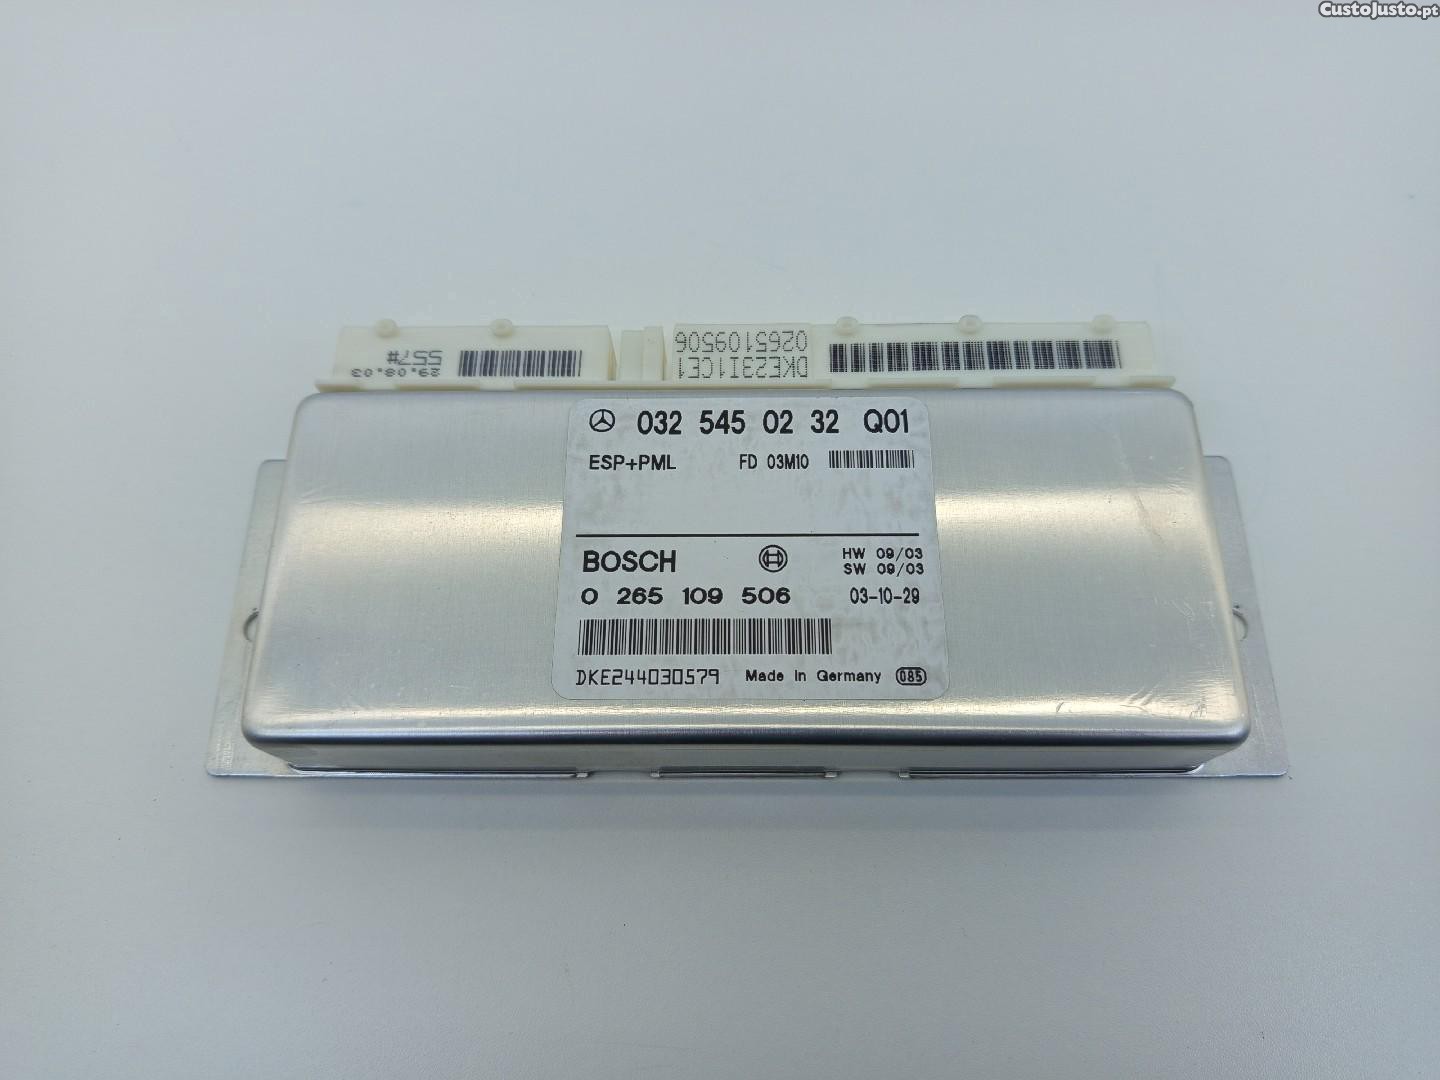 CustoJusto.pt
29.08.03
557#
0265109506
DKE23I1CE1
032 545 02 32 Q01
ESP+PML FD 03M10
BOSCH HW 09/03
SW 09/03
0 265 109 506 03-10-29
DKE244030579 Made in Germany 085